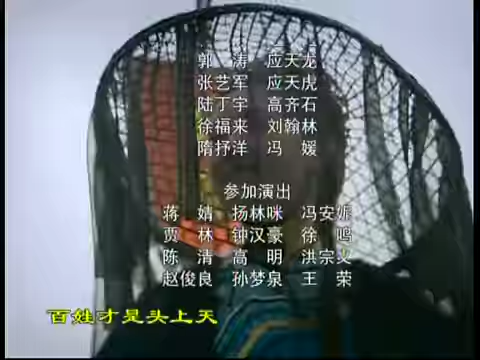 郭 涛 应天龙
张艺军 应天虎
陆丁宇 高齐石
徐福来 刘翰林
隋抒洋 冯 媛
参加演出
蒋 婧 扬林咪 冯安妮
贾 林 钟汉豪 徐 鸣
陈 清 高 明 洪宗义
赵俊良 孙梦泉 王 荣
百姓才是头上天